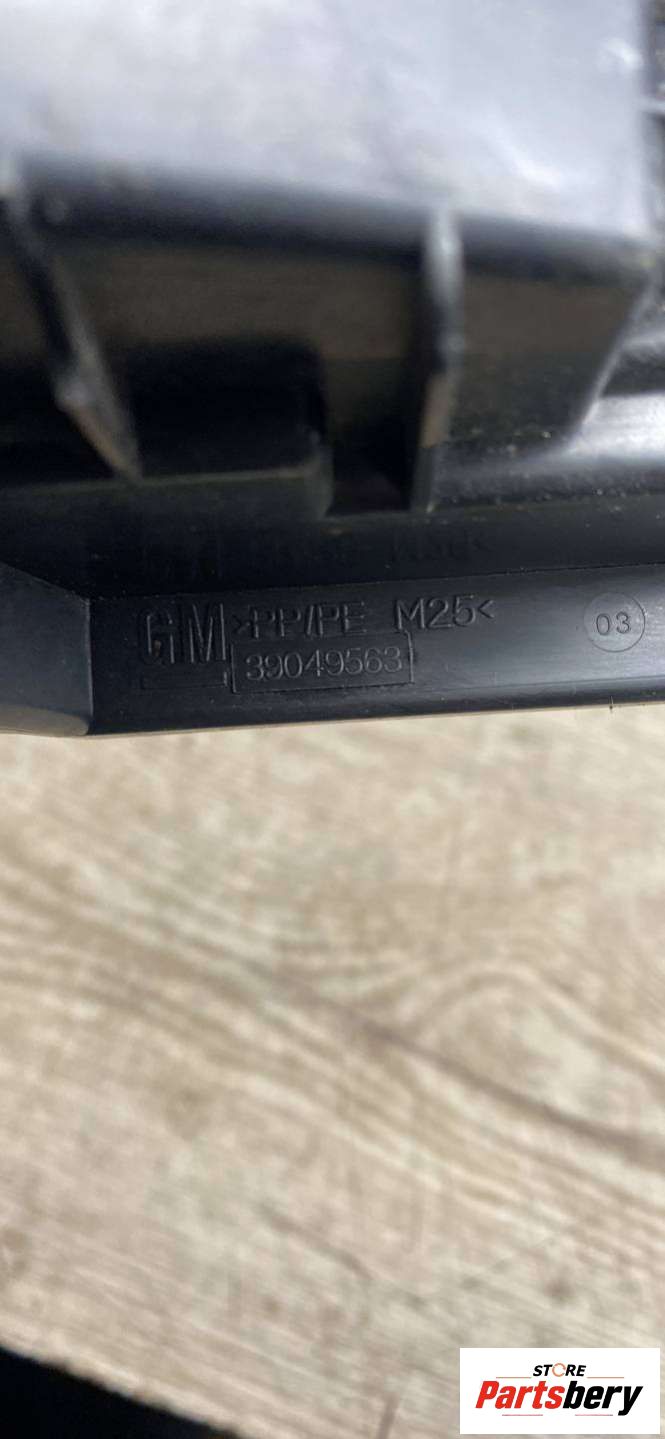 GM >PP/PE M25<
39049563
03
STORE
Partsbery